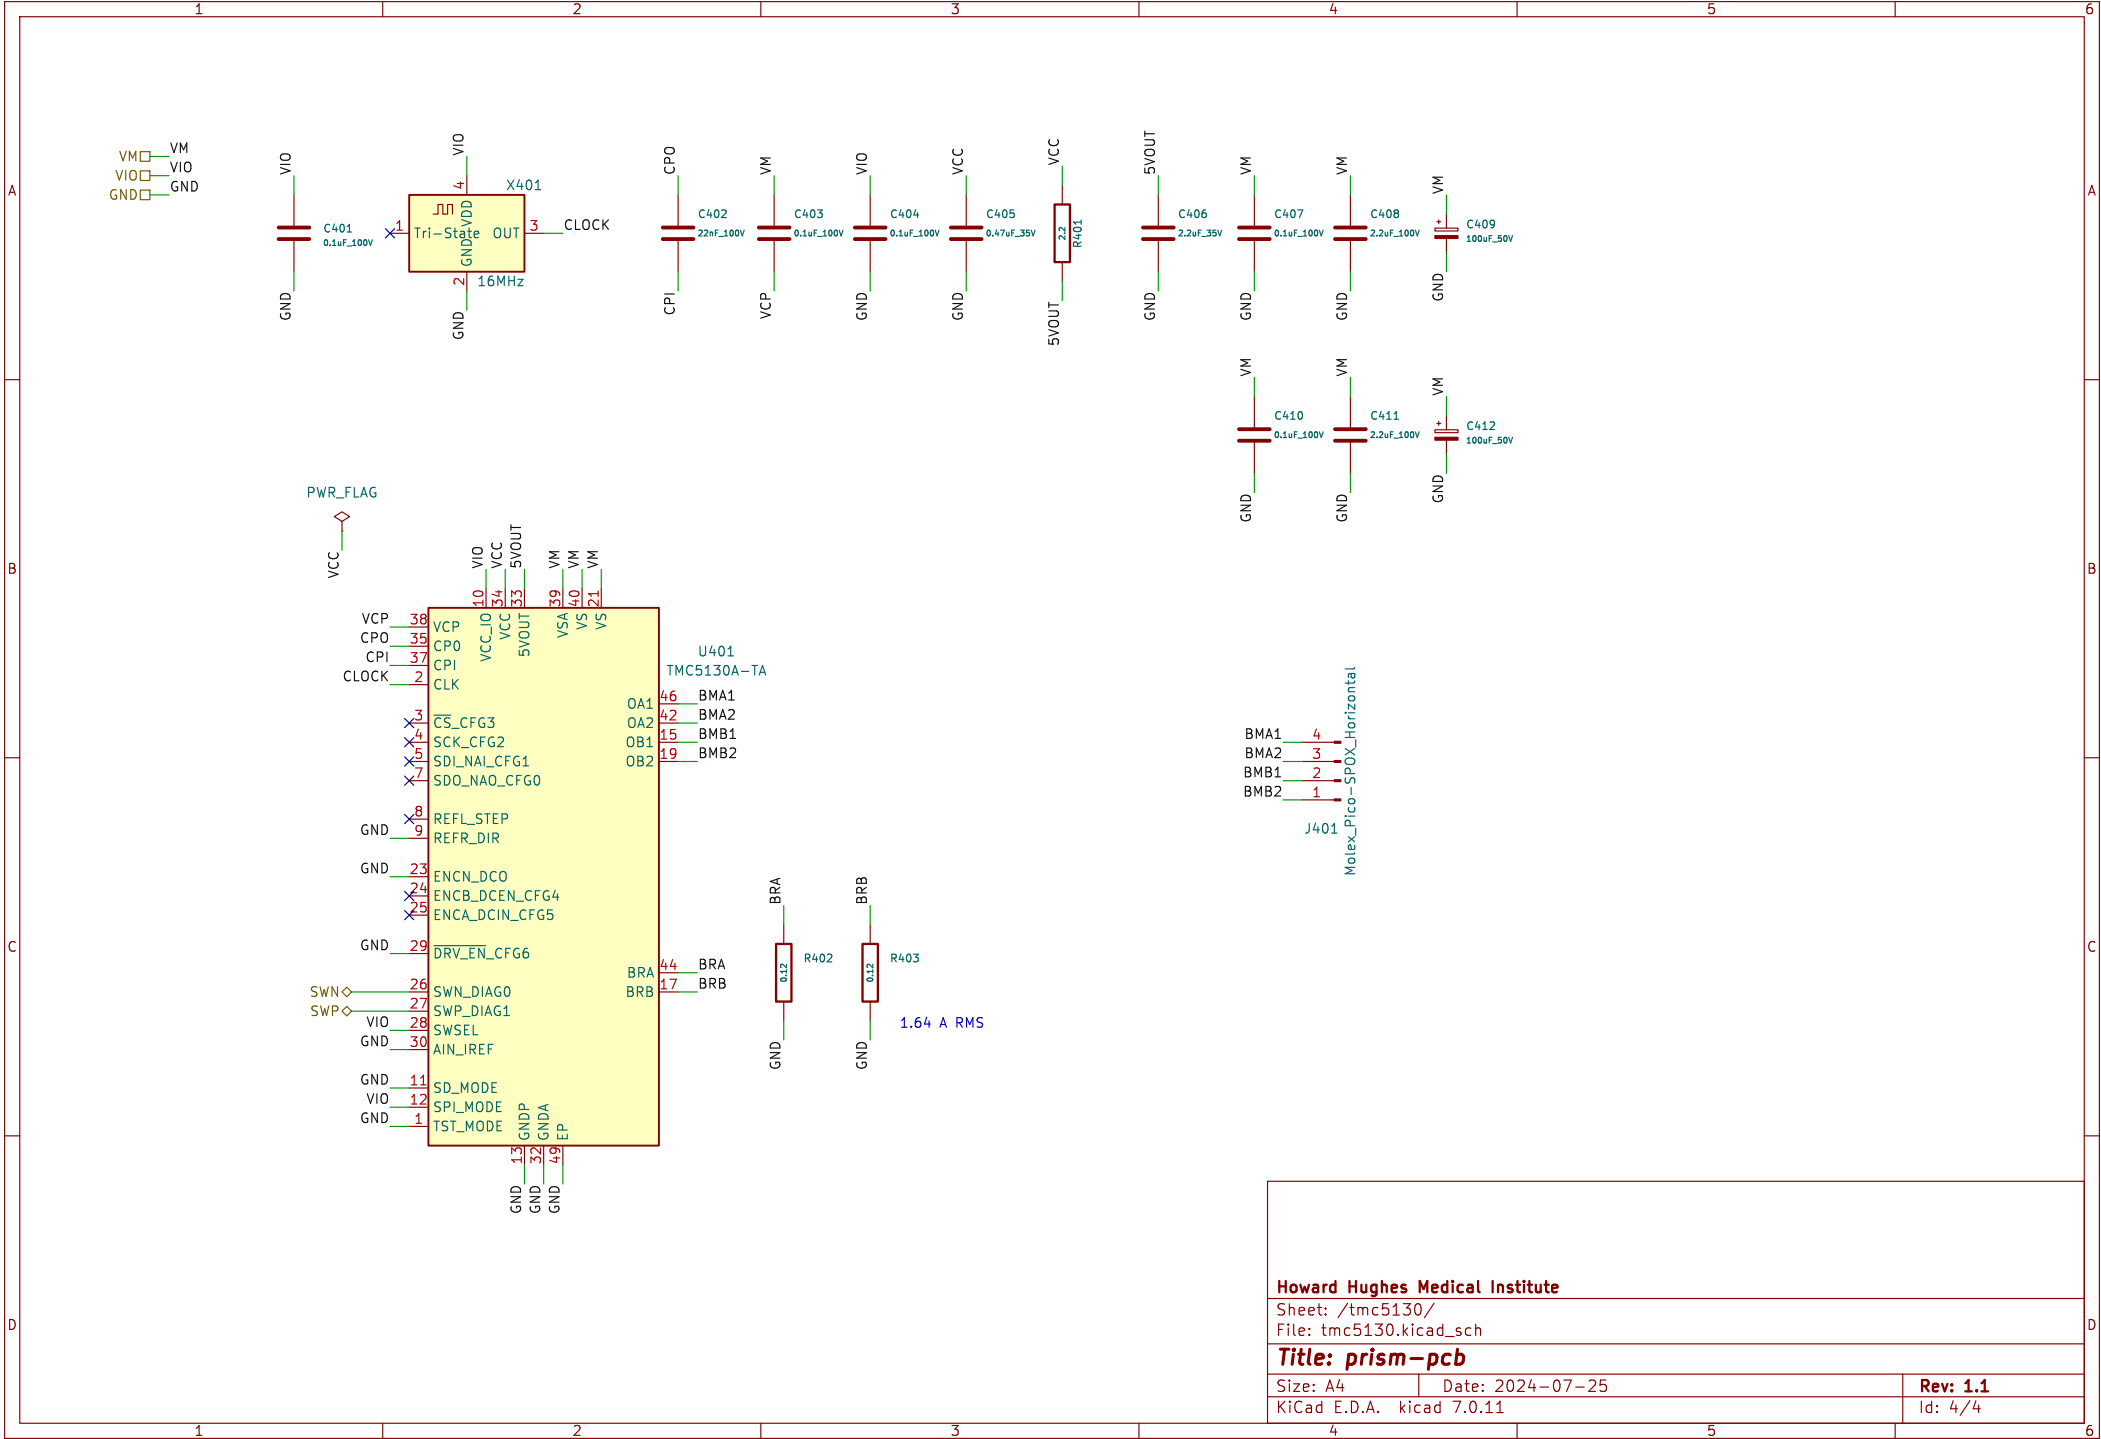 1 2 3 4 5 6
A
B
C
D
VM VM
VIO VIO
GND GND
VIO
C401
0.1uF_100V
GND
VIO
X401
4
VDD
1 Tri-State OUT 3 CLOCK
GND
2
16MHz
GND
CPO
C402
22nF_100V
CPI
VM
C403
0.1uF_100V
VCP
VIO
C404
0.1uF_100V
GND
VCC
C405
0.47uF_35V
GND
VCC
2.2
R401
5VOUT
5VOUT
C406
2.2uF_35V
GND
VM
C407
0.1uF_100V
GND
VM
C408
2.2uF_100V
GND
VM
+
C409
100uF_50V
GND
VM
C410
0.1uF_100V
GND
VM
C411
2.2uF_100V
GND
VM
+
C412
100uF_50V
GND
PWR_FLAG
VCC
VIO VCC 5VOUT VM VM VM
10 34 33 39 40 21
VCC_IO VCC 5VOUT VSA VS VS
U401
TMC5130A-TA
VCP 38 VCP
CPO 35 CP0
CPI 37 CPI
CLOCK 2 CLK
3 CS_CFG3
4 SCK_CFG2
5 SDI_NAI_CFG1
7 SDO_NAO_CFG0
8 REFL_STEP
GND 9 REFR_DIR
GND 23 ENCN_DCO
24 ENCB_DCEN_CFG4
25 ENCA_DCIN_CFG5
GND 29 DRV_EN_CFG6
SWN 26 SWN_DIAG0
SWP 27 SWP_DIAG1
VIO 28 SWSEL
GND 30 AIN_IREF
GND 11 SD_MODE
VIO 12 SPI_MODE
GND 1 TST_MODE
GNDP GNDA EP
13 32 49
GND GND GND
OA1 46 BMA1
OA2 42 BMA2
OB1 15 BMB1
OB2 19 BMB2
BRA 44 BRA
BRB 17 BRB
BRA
0.12
R402
GND
BRB
0.12
R403
GND
1.64 A RMS
BMA1 4
BMA2 3
BMB1 2
BMB2 1
J401
Molex_Pico-SPOX_Horizontal
Howard Hughes Medical Institute
Sheet: /tmc5130/
File: tmc5130.kicad_sch
Title: prism-pcb
Size: A4 Date: 2024-07-25 Rev: 1.1
KiCad E.D.A. kicad 7.0.11 Id: 4/4
A
B
C
D
1 2 3 4 5 6